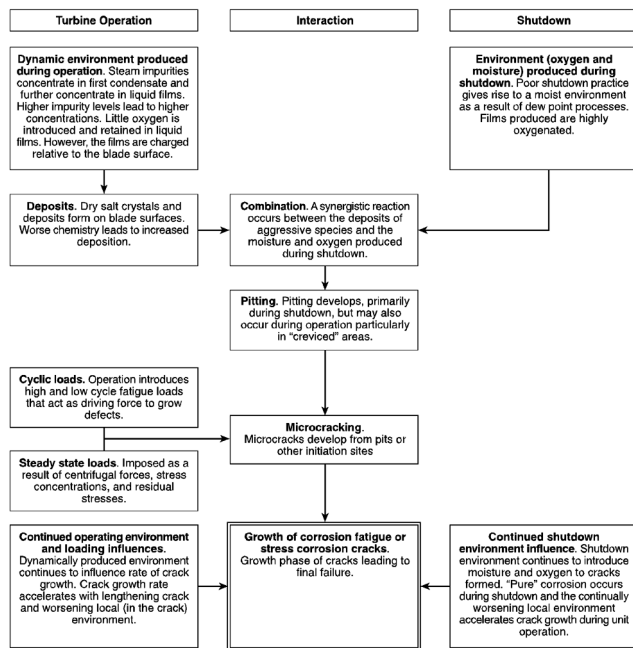 Turbine Operation
Interaction
Shutdown
Dynamic environment produced
during operation. Steam impurities
concentrate in first condensate and
further concentrate in liquid films.
Higher impurity levels lead to higher
concentrations. Little oxygen is
introduced and retained in liquid
films. However, the films are charged
relative to the blade surface.
Environment (oxygen and
moisture) produced during
shutdown. Poor shutdown practice
gives rise to a moist environment
as a result of dew point processes.
Films produced are highly
oxygenated.
Deposits. Dry salt crystals and
deposits form on blade surfaces.
Worse chemistry leads to increased
deposition.
Combination. A synergistic reaction
occurs between the deposits of
aggressive species and the
moisture and oxygen produced
during shutdown.
Pitting. Pitting develops, primarily
during shutdown, but may also
occur during operation particularly
in “creviced” areas.
Cyclic loads. Operation introduces
high and low cycle fatigue loads
that act as driving force to grow
defects.
Microcracking.
Microcracks develop from pits or
other initiation sites
Steady state loads. Imposed as a
result of centrifugal forces, stress
concentrations, and residual
stresses.
Continued operating environment
and loading influences.
Dynamically produced environment
continues to influence rate of crack
growth. Crack growth rate
accelerates with lengthening crack
and worsening local (in the crack)
environment.
Growth of corrosion fatigue or
stress corrosion cracks.
Growth phase of cracks leading to
final failure.
Continued shutdown
environment influence. Shutdown
environment continues to introduce
moisture and oxygen to cracks
formed. “Pure” corrosion occurs
during shutdown and the continually
worsening local environment
accelerates crack growth during unit
operation.